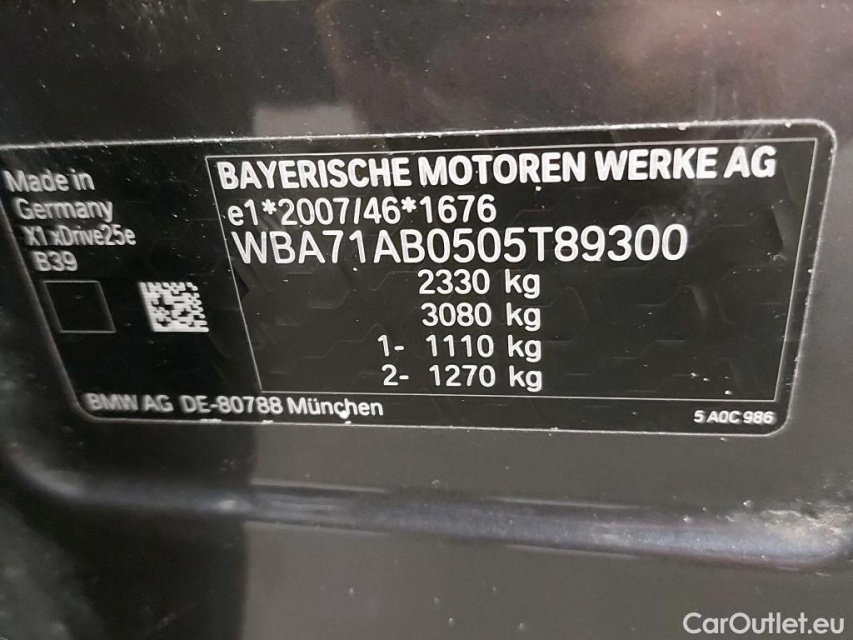 Made in
Germany
X1 xDrive25e
B39
BAYERISCHE MOTOREN WERKE AG
e1*2007/46*1676
WBA71AB0505T89300
2330 kg
3080 kg
1- 1110 kg
2- 1270 kg
BMW AG DE-80788 München
5 A0C 986
CarOutlet.eu